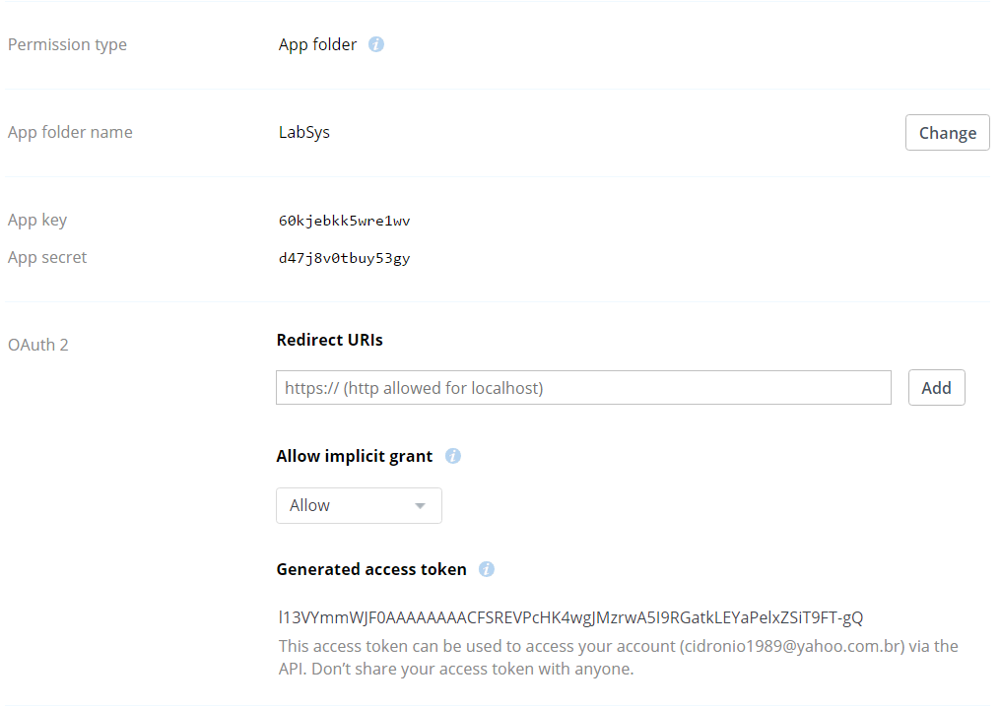 Permission type
App folder
App folder name
LabSys
Change
App key
60kjebkk5wre1wv
App secret
d47j8v0tbuy53gy
OAuth 2
Redirect URIs
https:// (http allowed for localhost)
Add
Allow implicit grant
Allow
Generated access token
l13VYmmWJF0AAAAAAAACFSREVPcHK4wgJMzrwA5I9RGatkLEYaPelxZSiT9FT-gQ
This access token can be used to access your account (cidronio1989@yahoo.com.br) via the
API. Don’t share your access token with anyone.